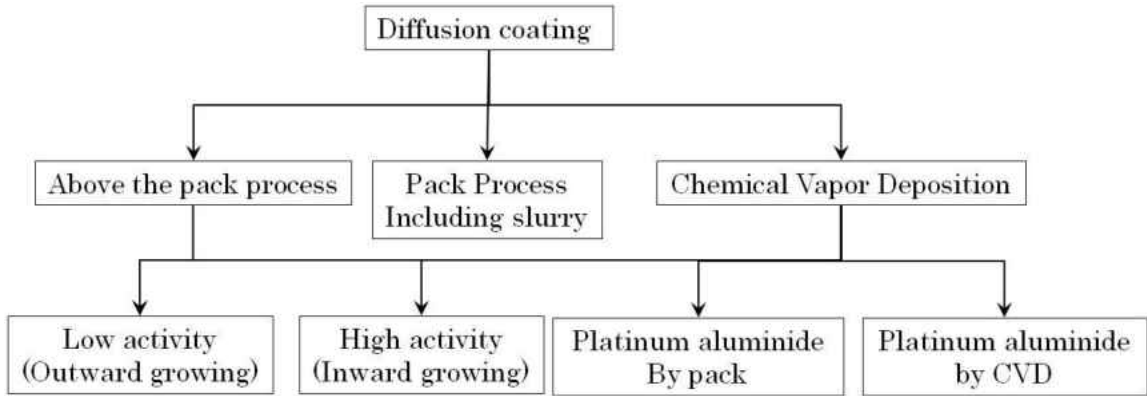 Diffusion coating
Above the pack process
Pack Process
Including slurry
Chemical Vapor Deposition
Low activity
(Outward growing)
High activity
(Inward growing)
Platinum aluminide
By pack
Platinum aluminide
by CVD